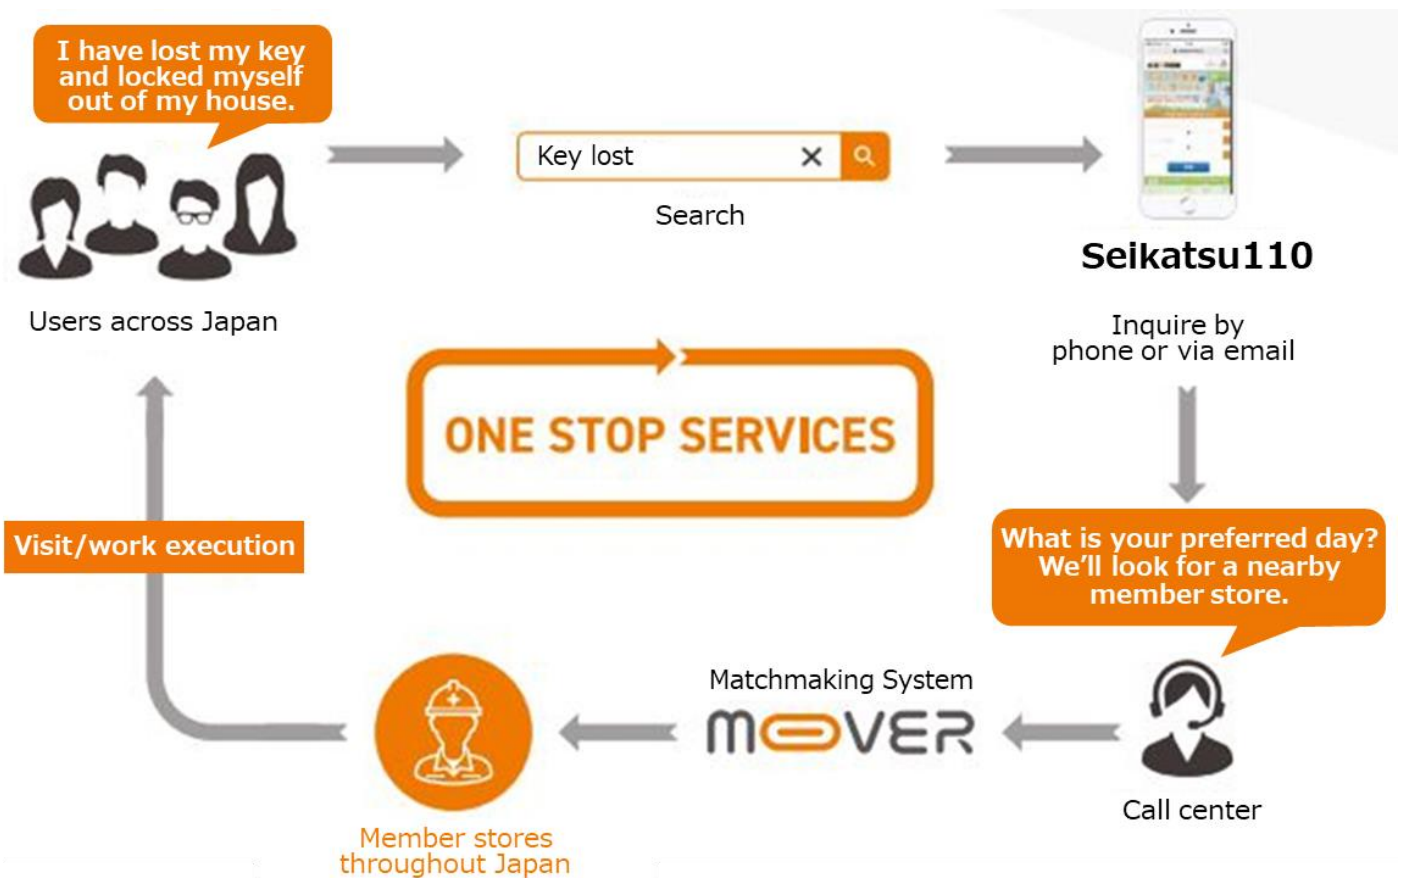 I have lost my key
and locked myself
out of my house.
Key lost
Search
Seikatsu110
Users across Japan
Inquire by
phone or via email
ONE STOP SERVICES
Visit/work execution
What is your preferred day?
We'll look for a nearby
member store.
Matchmaking System
MOOVER
Call center
Member stores
throughout Japan